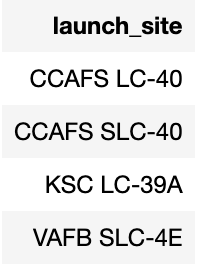 launch_site
CCAFS LC-40
CCAFS SLC-40
KSC LC-39A
VAFB SLC-4E